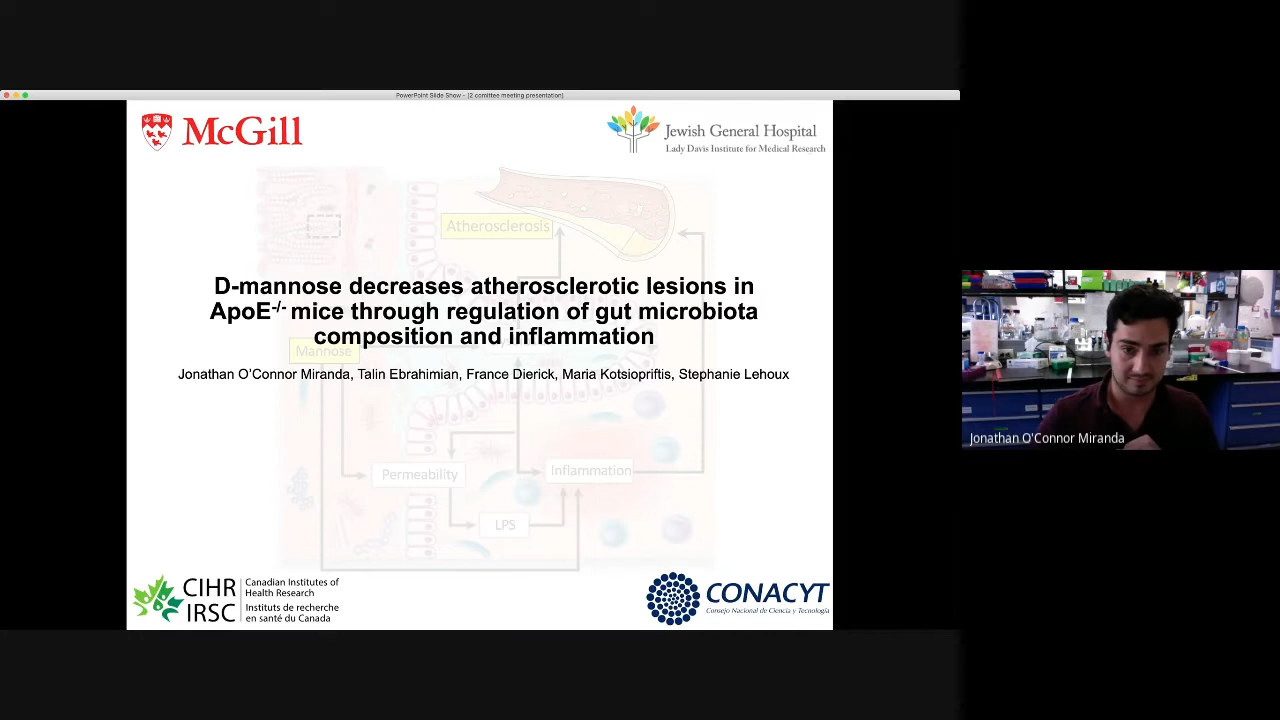 PowerPoint Slide Show - (2 comittee meeting presentation)
McGill
Jewish General Hospital
Lady Davis Institute for Medical Research
Atherosclerosis
D-mannose decreases atherosclerotic lesions in
ApoE-/- mice through regulation of gut microbiota
composition and inflammation
Mannose
Jonathan O'Connor Miranda, Talin Ebrahimian, France Dierick, Maria Kotsiopriftis, Stephanie Lehoux
Permeability
Inflammation
LPS
CIHR
IRSC
Canadian Institutes of
Health Research
Instituts de recherche
en santé du Canada
CONACYT
Consejo Nacional de Ciencia y Tecnología
Jonathan O'Connor Miranda